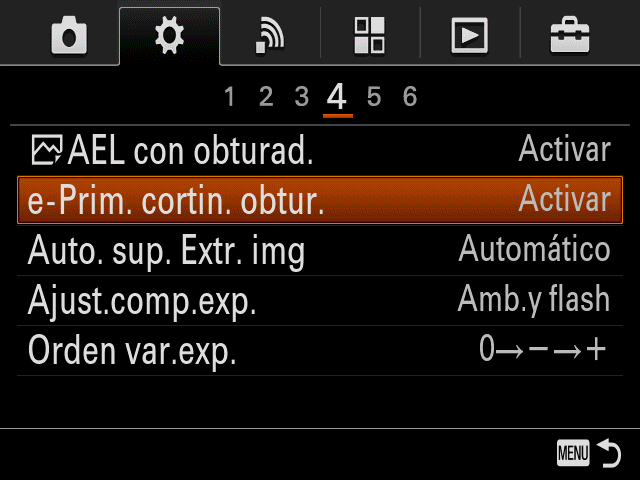 1 2 3 4 5 6
AEL con obturad. Activar
e-Prim. cortin. obtur. Activar
Auto. sup. Extr. img Automático
Ajust.comp.exp. Amb.y flash
Orden var.exp. 0→−→+
MENU